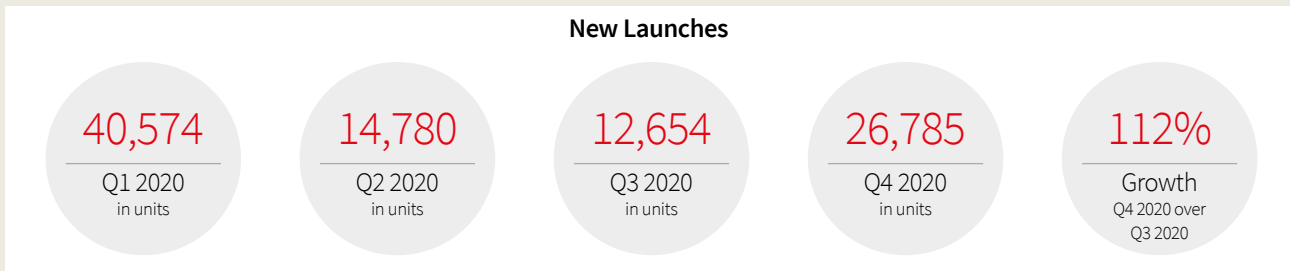 New Launches
40,574
Q1 2020
in units
14,780
Q2 2020
in units
12,654
Q3 2020
in units
26,785
Q4 2020
in units
112%
Growth
Q4 2020 over
Q3 2020